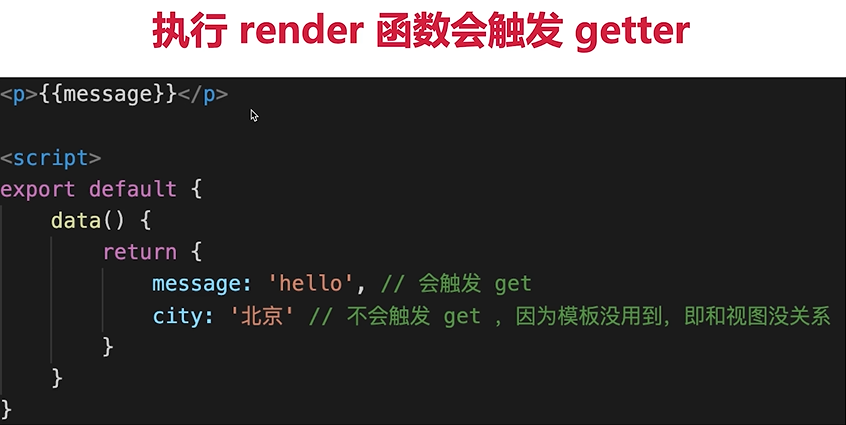 执行 render 函数会触发 getter
<p>{{message}}</p>
<script>
export default {
data() {
return {
message: 'hello', // 会触发 get
city: '北京' // 不会触发 get ，因为模板没用到，即和视图没关系
}
}
}